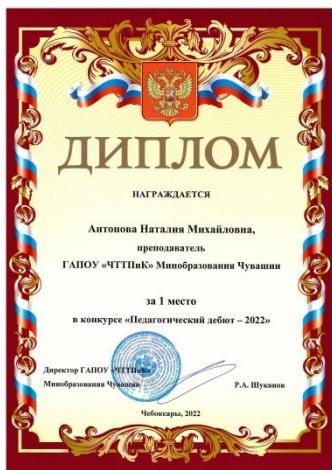 ДИПЛОМ
НАГРАЖДАЕТСЯ
Антонова Наталия Михайловна,
преподаватель
ГАПОУ «ЧТТПиК» Минобразования Чувашии
за 1 место
в конкурсе «Педагогический дебют – 2022»
Директор ГАПОУ «ЧТТПиК»
Минобразования Чувашии Р.А. Шуканов
Чебоксары, 2022